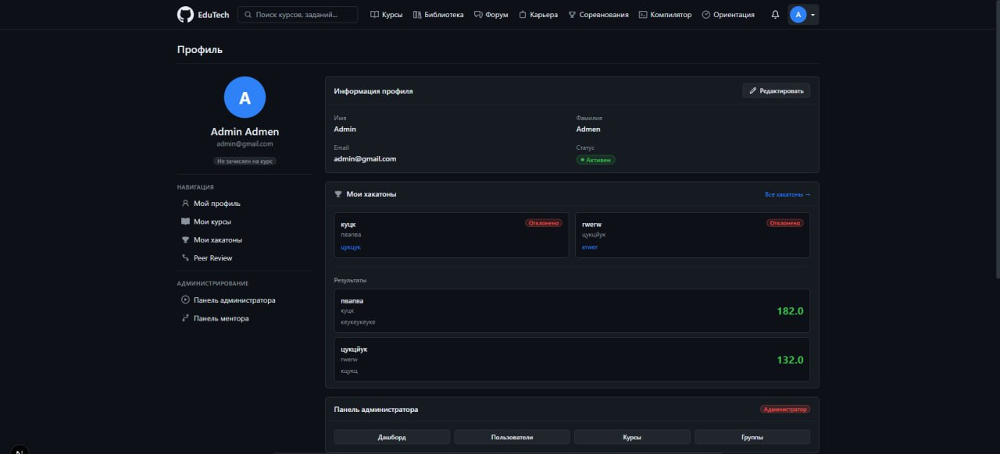 EduTech
Поиск курсов, заданий...
Курсы
Библиотека
Форум
Карьера
Соревнования
Компилятор
Ориентация
A
Профиль
A
Admin Admen
admin@gmail.com
Не зачислен на курс
НАВИГАЦИЯ
Мой профиль
Мои курсы
Мои хакатоны
Peer Review
АДМИНИСТРИРОВАНИЕ
Панель администратора
Панель ментора
Информация профиля
Редактировать
Имя
Admin
Фамилия
Admen
Email
admin@gmail.com
Статус
Активен
Мои хакатоны
Все хакатоны →
куцк
Отклонено
пвапва
цукцук
rwerw
Отклонено
цукцйук
erwer
Результаты
пвапва
куцк
кеукеукеуке
182.0
цукцйук
rwerw
кцукц
132.0
Панель администратора
Администратор
Дашборд
Пользователи
Курсы
Группы